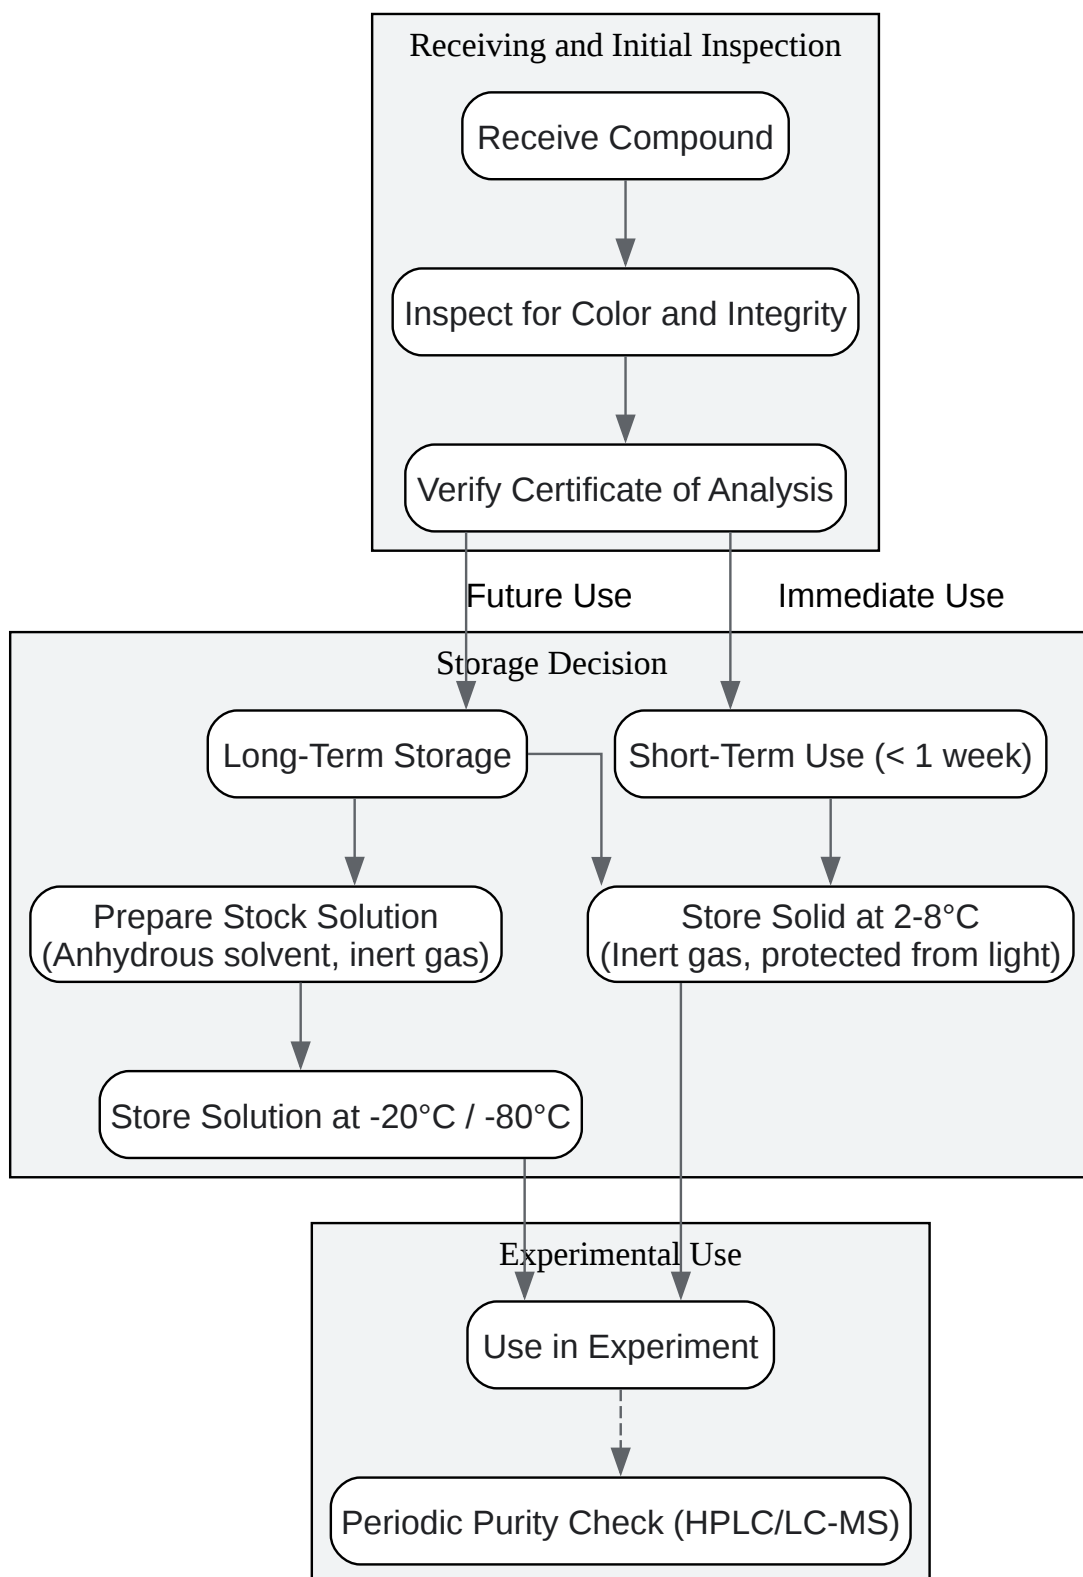 Receiving and Initial Inspection
Receive Compound
Inspect for Color and Integrity
Verify Certificate of Analysis
Future Use
Immediate Use
Storage Decision
Long-Term Storage
Short-Term Use (< 1 week)
Prepare Stock Solution
(Anhydrous solvent, inert gas)
Store Solid at 2-8°C
(Inert gas, protected from light)
Store Solution at -20°C / -80°C
Experimental Use
Use in Experiment
Periodic Purity Check (HPLC/LC-MS)